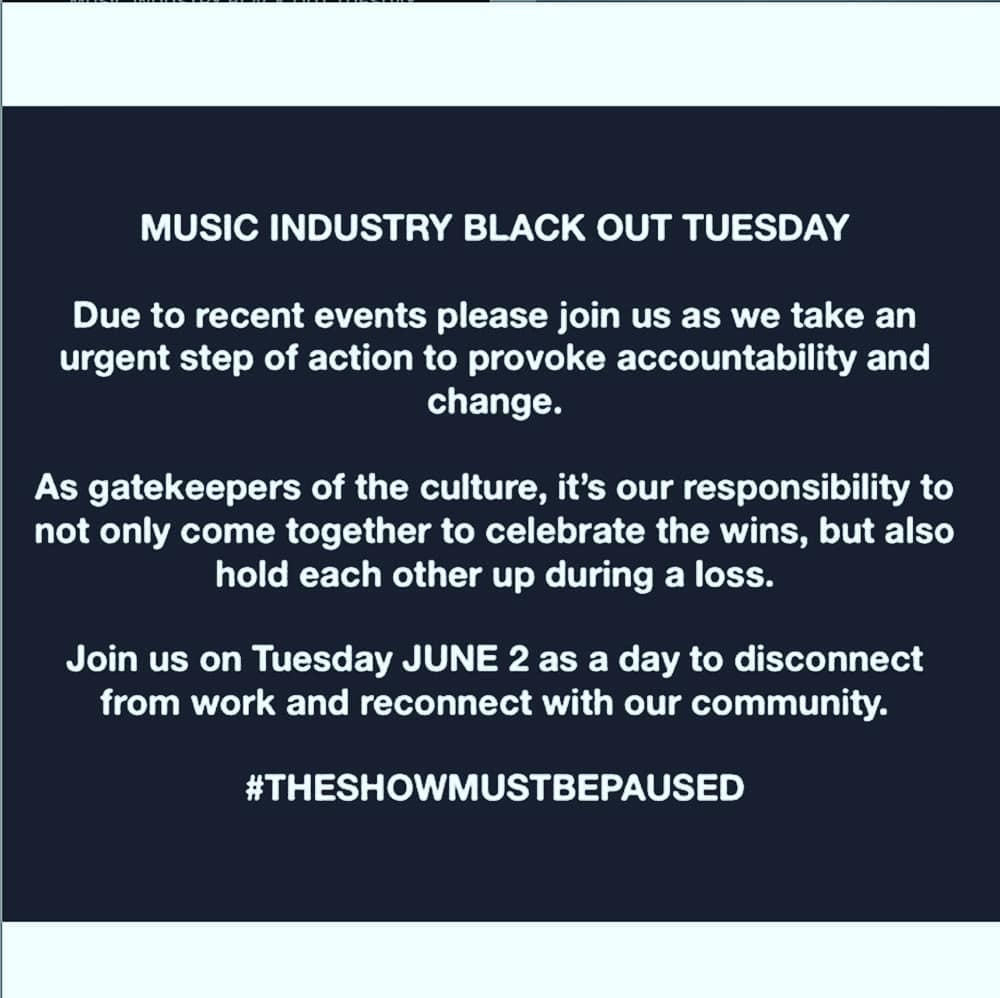 MUSIC INDUSTRY BLACK OUT TUESDAY
Due to recent events please join us as we take an
urgent step of action to provoke accountability and
change.
As gatekeepers of the culture, it's our responsibility to
not only come together to celebrate the wins, but also
hold each other up during a loss.
Join us on Tuesday JUNE 2 as a day to disconnect
from work and reconnect with our community.
#THESHOWMUSTBEPAUSED